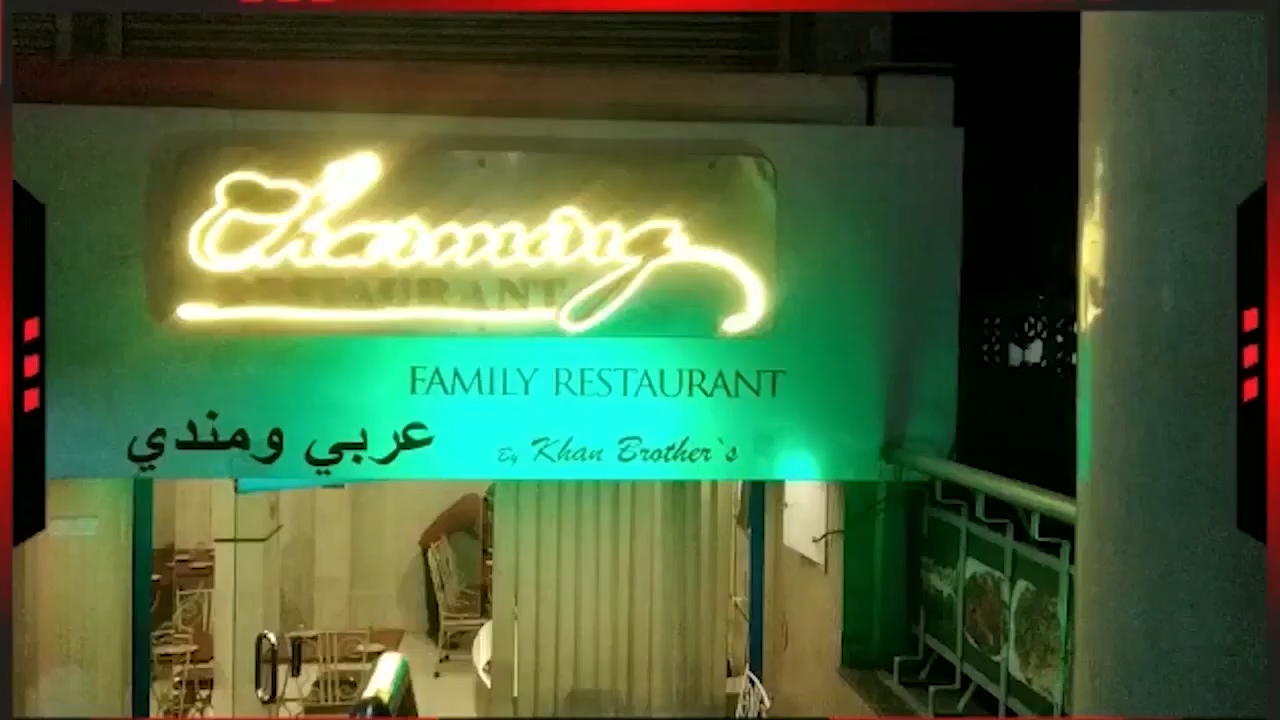 Charming
RESTAURANT
FAMILY RESTAURANT
عربي ومندي
By Khan Brother`s